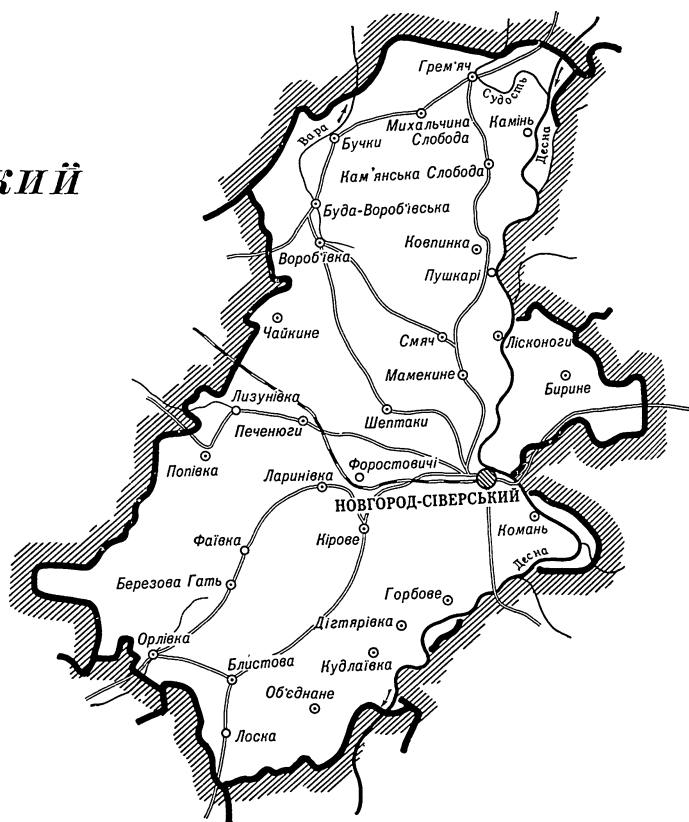 Грем'яч
Судость
Михальчина
Слобода
Камінь
Вара
Бучки
Десна
Кам'янська Слобода
Буда-Вороб'ївська
Ковпинка
Вороб'ївка
Пушкарі
Чайкине
Смяч
Лісконоги
Мамекине
Бирине
Лизунівка
Печенюги
Шептаки
Попівка
Форостовичі
Ларинівка
НОВГОРОД-СІВЕРСЬКИЙ
Комань
Фаївка
Кірове
Десна
Березова Гать
Горбове
Дігтярівка
Орлівка
Блистова
Кудлаївка
Об'єднане
Лоска